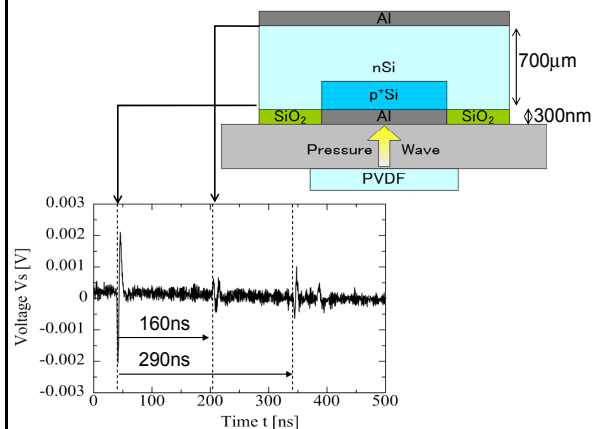 Al
nSi
700μm
p⁺Si
SiO₂ Al SiO₂
300nm
Pressure Wave
PVDF
Voltage Vs [V]
0.003
0.002
0.001
0
-0.001
-0.002
-0.003
160ns
290ns
0 100 200 300 400 500
Time t [ns]